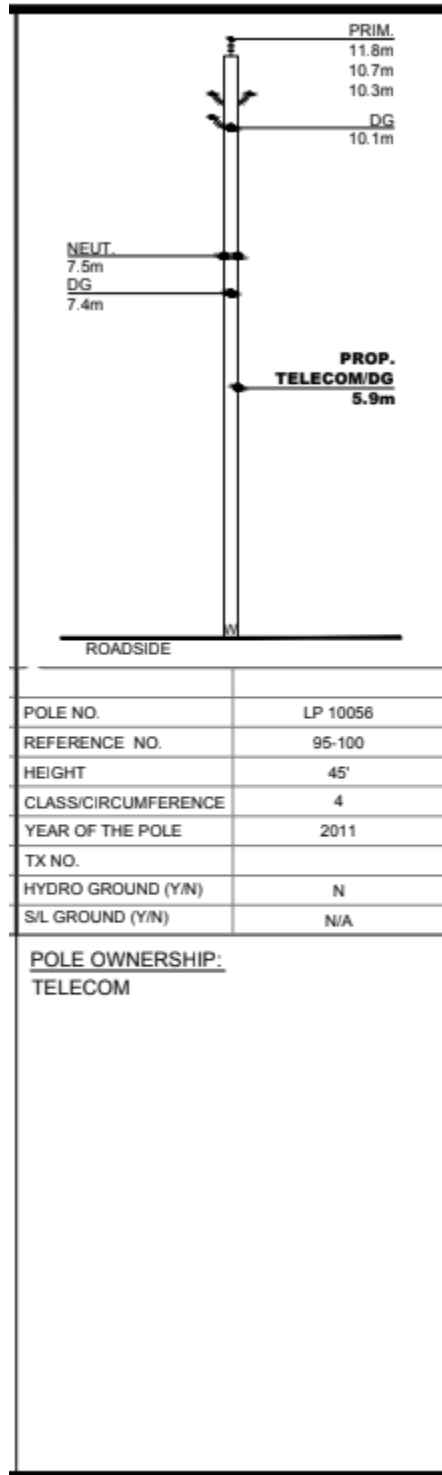 PRIM.
11.8m
10.7m
10.3m
DG
10.1m
NEUT.
7.5m
DG
7.4m
PROP.
TELECOM/DG
5.9m
W
ROADSIDE
POLE NO. LP 10056
REFERENCE NO. 95-100
HEIGHT 45'
CLASS/CIRCUMFERENCE 4
YEAR OF THE POLE 2011
TX NO.
HYDRO GROUND (Y/N) N
S/L GROUND (Y/N) N/A
POLE OWNERSHIP:
TELECOM